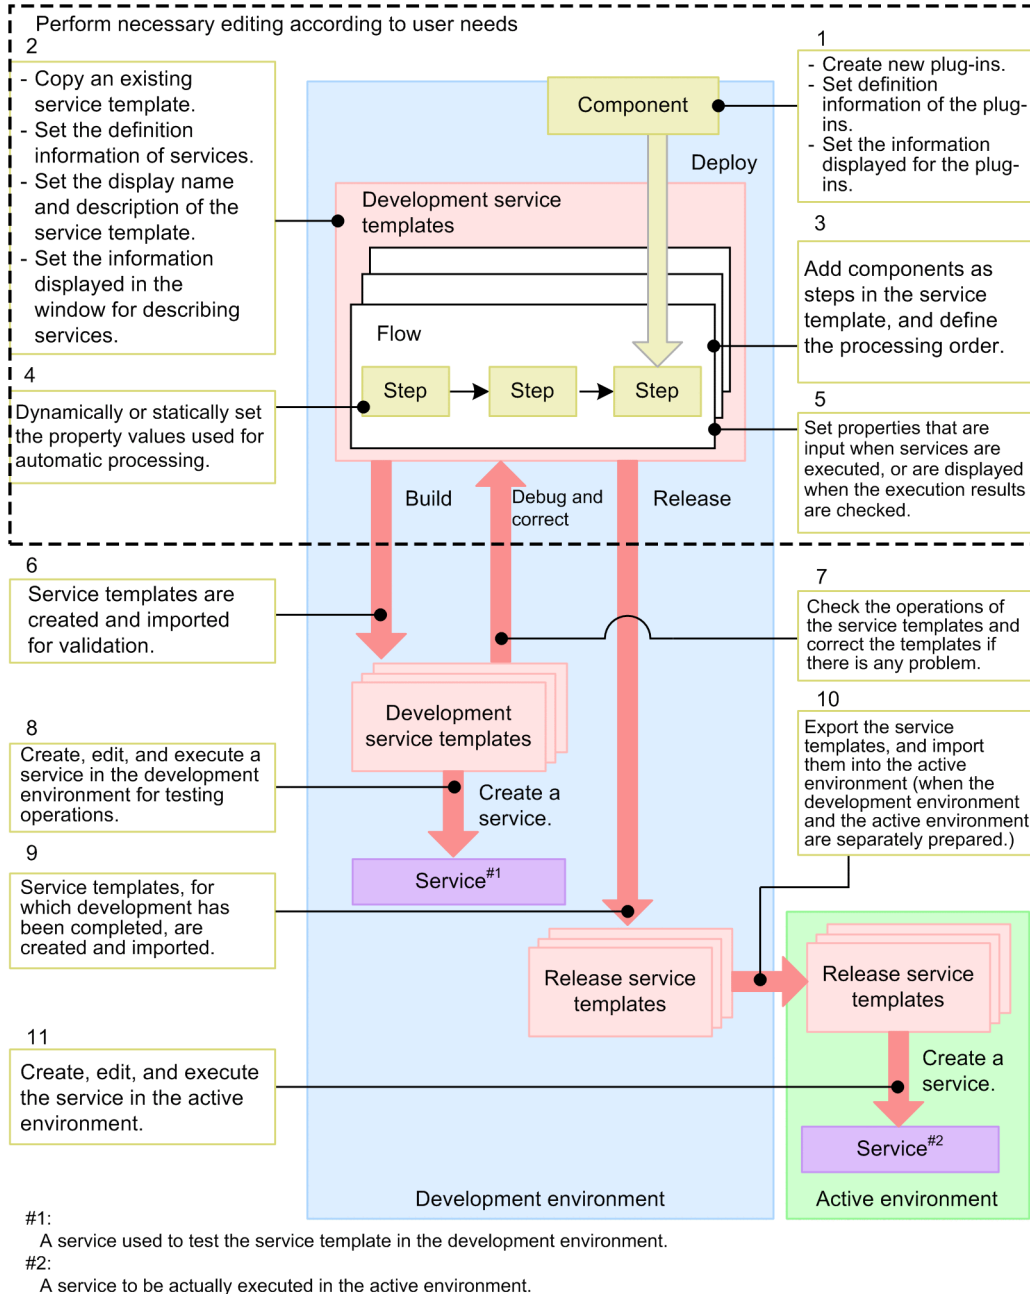 Perform necessary editing according to user needs
2
- Copy an existing
service template.
- Set the definition
information of services.
- Set the display name
and description of the
service template.
- Set the information
displayed in the
window for describing
services.
1
- Create new plug-ins.
- Set definition
information of the plug-
ins.
- Set the information
displayed for the plug-
ins.
Component
Deploy
Development service
templates
3
Add components as
steps in the service
template, and define
the processing order.
Flow
Step
Step
Step
4
Dynamically or statically set
the property values used for
automatic processing.
5
Set properties that are
input when services are
executed, or are displayed
when the execution results
are checked.
Build
Debug and
correct
Release
6
Service templates are
created and imported
for validation.
7
Check the operations of
the service templates and
correct the templates if
there is any problem.
Development
service templates
8
Create, edit, and execute a
service in the development
environment for testing
operations.
Create a
service.
10
Export the service
templates, and import
them into the active
environment (when the
development environment
and the active environment
are separately prepared.)
Service#1
9
Service templates, for
which development has
been completed, are
created and imported.
Release service
templates
Release service
templates
11
Create, edit, and execute
the service in the active
environment.
Create a
service.
Service#2
Development environment
Active environment
#1:
A service used to test the service template in the development environment.
#2:
A service to be actually executed in the active environment.